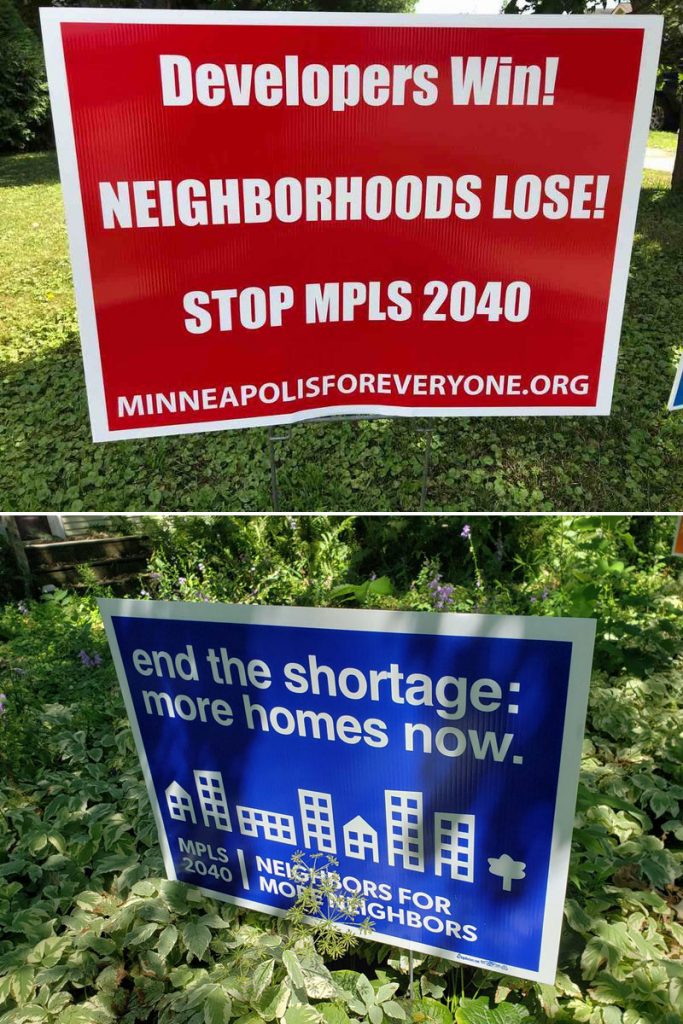 Developers Win!
NEIGHBORHOODS LOSE!
STOP MPLS 2040
MINNEAPOLISFOREVERYONE.ORG
end the shortage:
more homes now.
MPLS
2040
NEIGHBORS FOR
MORE NEIGHBORS